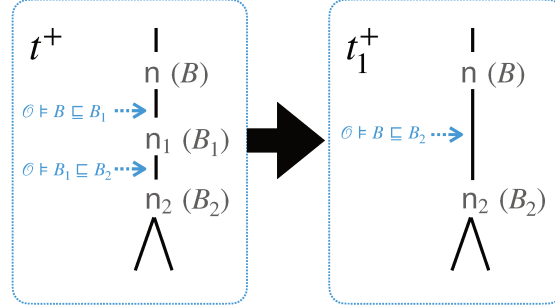 t⁺
n (B)
𝒪 ⊨ B ⊑ B₁
n₁ (B₁)
𝒪 ⊨ B₁ ⊑ B₂
n₂ (B₂)
t₁⁺
n (B)
𝒪 ⊨ B ⊑ B₂
n₂ (B₂)